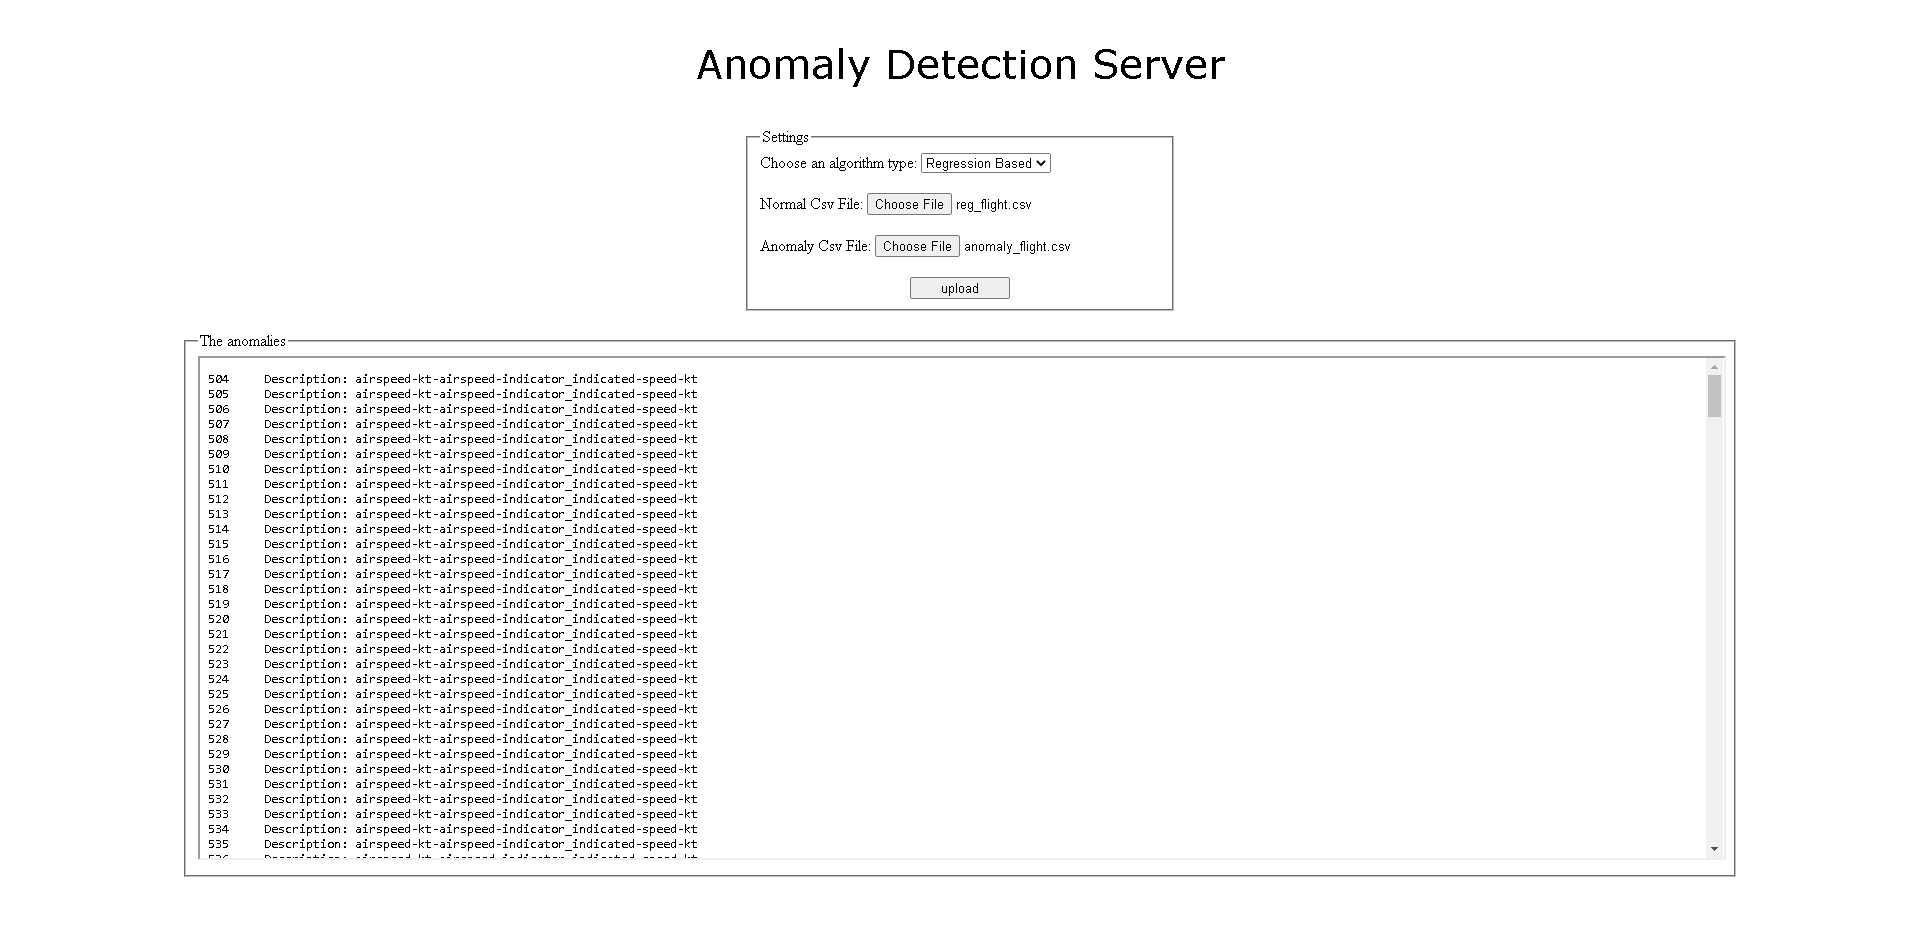 Anomaly Detection Server
Settings
Choose an algorithm type: Regression Based
Normal Csv File: Choose File reg_flight.csv
Anomaly Csv File: Choose File anomaly_flight.csv
upload
The anomalies
504 Description: airspeed-kt-airspeed-indicator_indicated-speed-kt
505 Description: airspeed-kt-airspeed-indicator_indicated-speed-kt
506 Description: airspeed-kt-airspeed-indicator_indicated-speed-kt
507 Description: airspeed-kt-airspeed-indicator_indicated-speed-kt
508 Description: airspeed-kt-airspeed-indicator_indicated-speed-kt
509 Description: airspeed-kt-airspeed-indicator_indicated-speed-kt
510 Description: airspeed-kt-airspeed-indicator_indicated-speed-kt
511 Description: airspeed-kt-airspeed-indicator_indicated-speed-kt
512 Description: airspeed-kt-airspeed-indicator_indicated-speed-kt
513 Description: airspeed-kt-airspeed-indicator_indicated-speed-kt
514 Description: airspeed-kt-airspeed-indicator_indicated-speed-kt
515 Description: airspeed-kt-airspeed-indicator_indicated-speed-kt
516 Description: airspeed-kt-airspeed-indicator_indicated-speed-kt
517 Description: airspeed-kt-airspeed-indicator_indicated-speed-kt
518 Description: airspeed-kt-airspeed-indicator_indicated-speed-kt
519 Description: airspeed-kt-airspeed-indicator_indicated-speed-kt
520 Description: airspeed-kt-airspeed-indicator_indicated-speed-kt
521 Description: airspeed-kt-airspeed-indicator_indicated-speed-kt
522 Description: airspeed-kt-airspeed-indicator_indicated-speed-kt
523 Description: airspeed-kt-airspeed-indicator_indicated-speed-kt
524 Description: airspeed-kt-airspeed-indicator_indicated-speed-kt
525 Description: airspeed-kt-airspeed-indicator_indicated-speed-kt
526 Description: airspeed-kt-airspeed-indicator_indicated-speed-kt
527 Description: airspeed-kt-airspeed-indicator_indicated-speed-kt
528 Description: airspeed-kt-airspeed-indicator_indicated-speed-kt
529 Description: airspeed-kt-airspeed-indicator_indicated-speed-kt
530 Description: airspeed-kt-airspeed-indicator_indicated-speed-kt
531 Description: airspeed-kt-airspeed-indicator_indicated-speed-kt
532 Description: airspeed-kt-airspeed-indicator_indicated-speed-kt
533 Description: airspeed-kt-airspeed-indicator_indicated-speed-kt
534 Description: airspeed-kt-airspeed-indicator_indicated-speed-kt
535 Description: airspeed-kt-airspeed-indicator_indicated-speed-kt